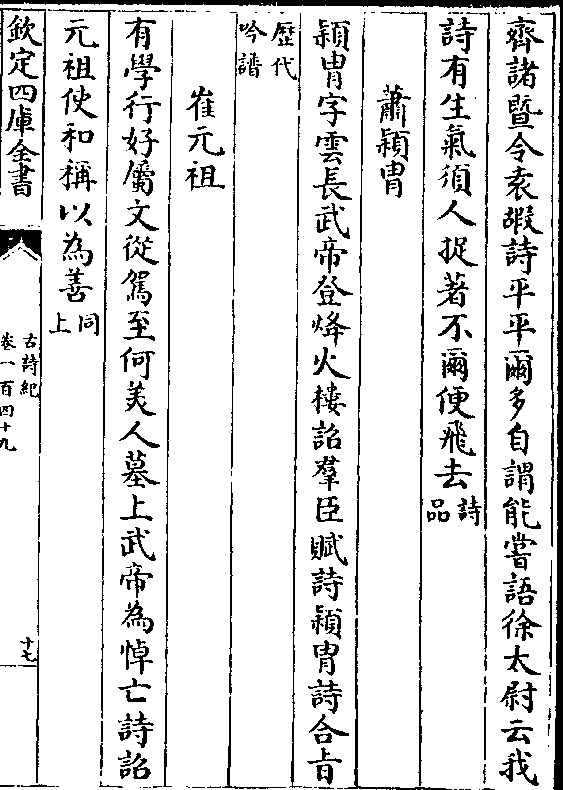 齊諸暨令袁嘏詩平平爾多自謂能嘗語徐太尉云我
詩有生氣須人捉著不爾便飛去詩品
蕭穎胄
穎胄字雲長武帝登烽火樓詔羣臣賦詩穎胄詩合旨
歷代吟譜
崔元祖
有學行好屬文從駕至何美人墓上武帝為悼亡詩詔
元祖使和稱以為善同上
欽定四庫全書
古詩紀
卷一百四十九
十七